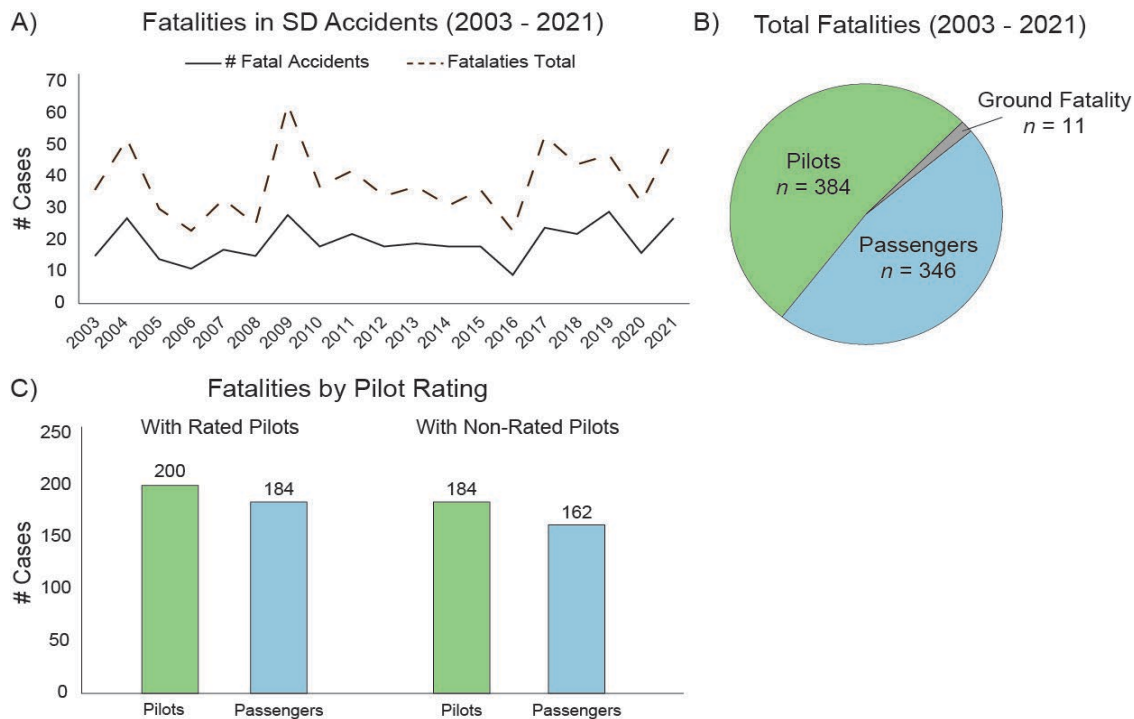 A) Fatalities in SD Accidents (2003 - 2021)
# Fatal Accidents Fatalaties Total
# Cases
70
60
50
40
30
20
10
0
2003 2004 2005 2006 2007 2008 2009 2010 2011 2012 2013 2014 2015 2016 2017 2018 2019 2020 2021
B) Total Fatalities (2003 - 2021)
Ground Fatality
n = 11
Pilots
n = 384
Passengers
n = 346
C) Fatalities by Pilot Rating
With Rated Pilots With Non-Rated Pilots
# Cases
250
200
150
100
50
0
200 184 184 162
Pilots Passengers Pilots Passengers